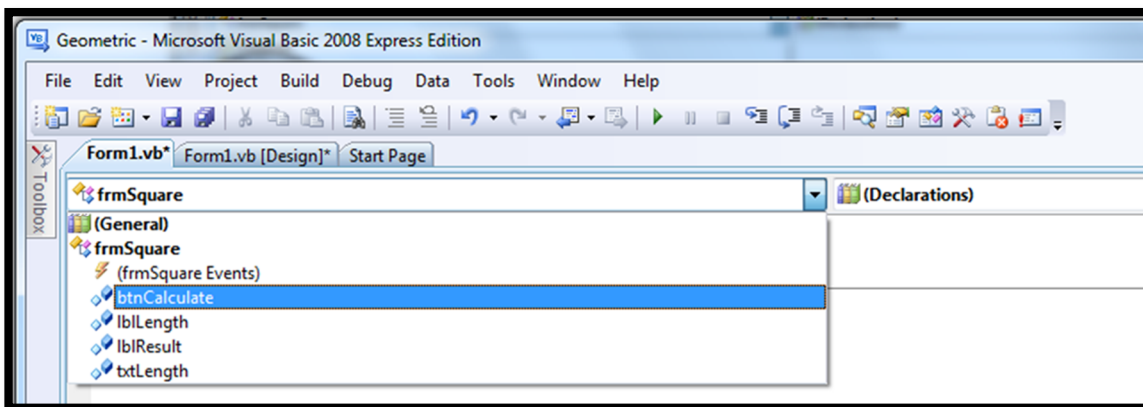 Geometric - Microsoft Visual Basic 2008 Express Edition
File Edit View Project Build Debug Data Tools Window Help
Form1.vb* Form1.vb [Design]* Start Page
Toolbox
frmSquare (Declarations)
(General)
frmSquare
(frmSquare Events)
btnCalculate
lblLength
lblResult
txtLength